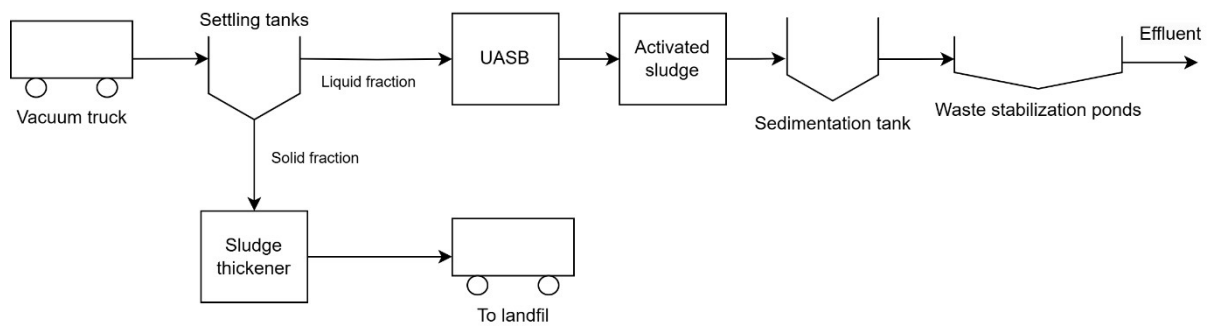 Settling tanks
Vacuum truck
Liquid fraction
UASB
Activated
sludge
Sedimentation tank
Waste stabilization ponds
Effluent
Solid fraction
Sludge
thickener
To landfil